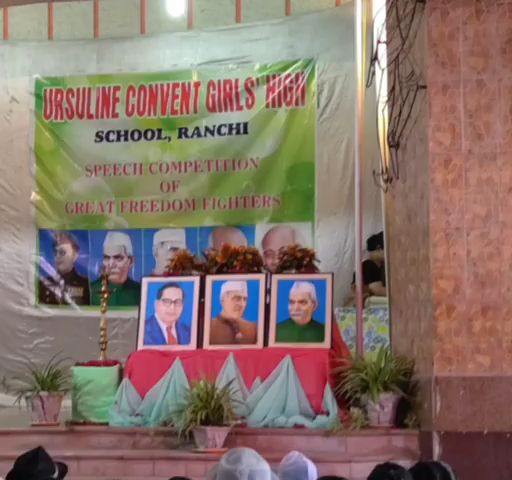 URSULINE CONVENT GIRLS' HIGH
SCHOOL, RANCHI
SPEECH COMPETITION
OF
GREAT FREEDOM FIGHTERS